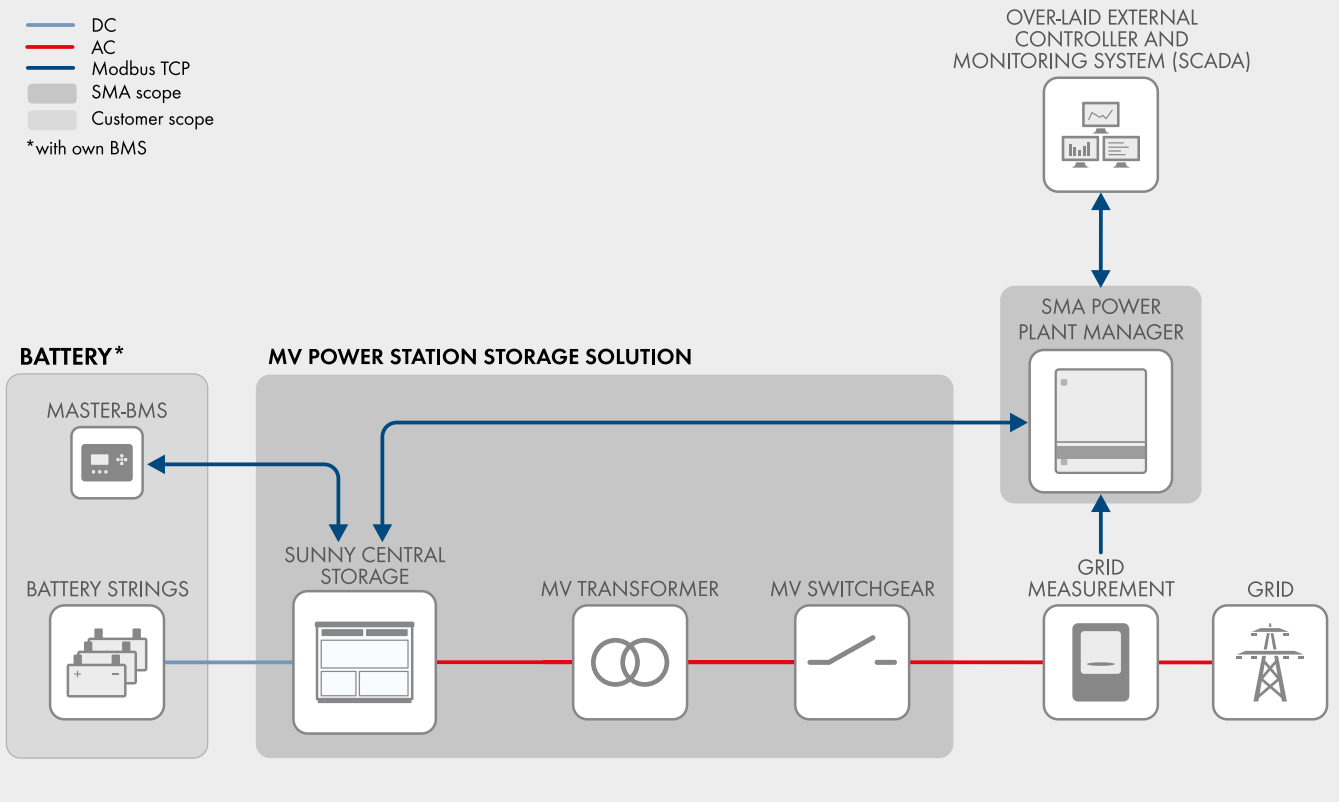 DC
AC
Modbus TCP
SMA scope
Customer scope
*with own BMS
OVER-LAID EXTERNAL
CONTROLLER AND
MONITORING SYSTEM (SCADA)
SMA POWER
PLANT MANAGER
BATTERY*
MV POWER STATION STORAGE SOLUTION
MASTER-BMS
SUNNY CENTRAL
STORAGE
BATTERY STRINGS
MV TRANSFORMER
MV SWITCHGEAR
GRID
MEASUREMENT
GRID